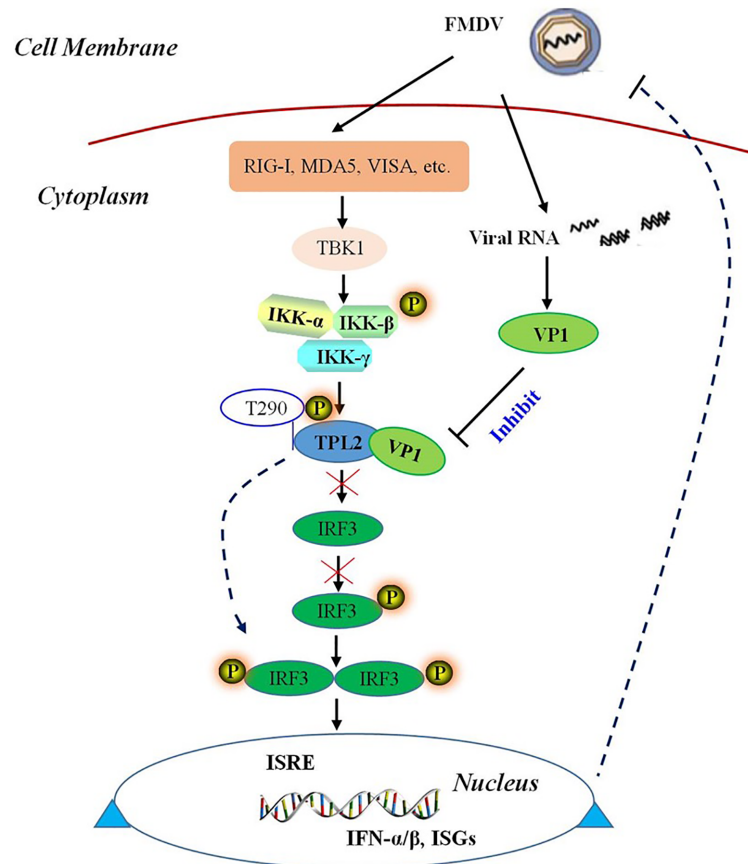 FMDV
Cell Membrane
RIG-I, MDA5, VISA, etc.
Cytoplasm
Viral RNA
TBK1
P
IKK-α
IKK-β
VP1
IKK-γ
Inhibit
T290
P
TPL2
VP1
IRF3
P
IRF3
P
IRF3
IRF3
P
ISRE
Nucleus
IFN-α/β, ISGs